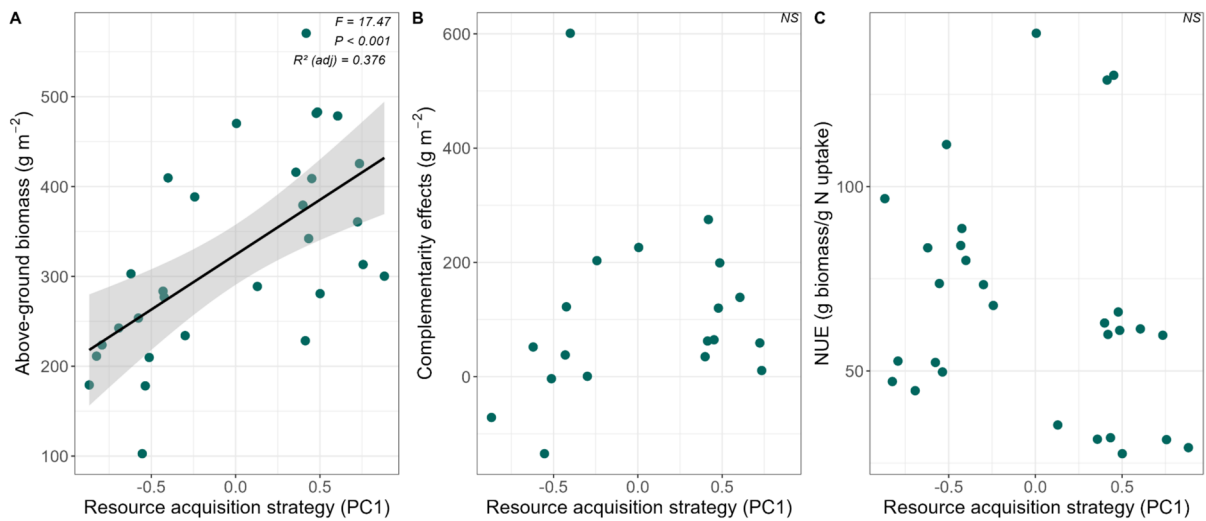 A
F = 17.47
P < 0.001
R² (adj) = 0.376
Above-ground biomass (g m⁻²)
500
400
300
200
100
-0.5
0.0
0.5
Resource acquisition strategy (PC1)
B
NS
Complementarity effects (g m⁻²)
600
400
200
0
-0.5
0.0
0.5
Resource acquisition strategy (PC1)
C
NS
NUE (g biomass/g N uptake)
100
50
-0.5
0.0
0.5
Resource acquisition strategy (PC1)